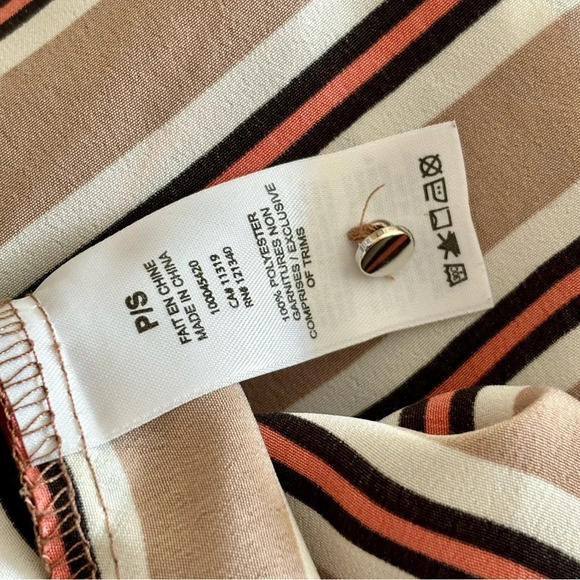 P/S
FAIT EN CHINE
MADE IN CHINA
100045420
CA# 11319
RN# 121340
100% POLYESTER
GARNITURES NON
COMPRISES / EXCLUSIVE
OF TRIMS